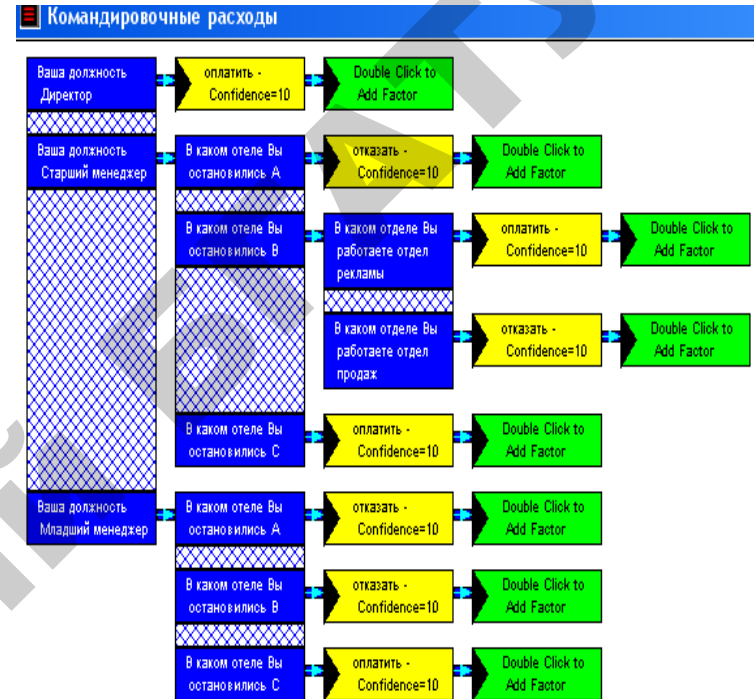 Командировочные расходы
Ваша должность
Директор
оплатить -
Confidence=10
Double Click to
Add Factor
Ваша должность
Старший менеджер
В каком отеле Вы
остановились A
отказать -
Confidence=10
Double Click to
Add Factor
В каком отеле Вы
остановились B
В каком отделе Вы
работаете отдел
рекламы
оплатить -
Confidence=10
Double Click to
Add Factor
В каком отделе Вы
работаете отдел
продаж
отказать -
Confidence=10
Double Click to
Add Factor
В каком отеле Вы
остановились C
оплатить -
Confidence=10
Double Click to
Add Factor
Ваша должность
Младший менеджер
В каком отеле Вы
остановились A
отказать -
Confidence=10
Double Click to
Add Factor
В каком отеле Вы
остановились B
отказать -
Confidence=10
Double Click to
Add Factor
В каком отеле Вы
остановились C
оплатить -
Confidence=10
Double Click to
Add Factor